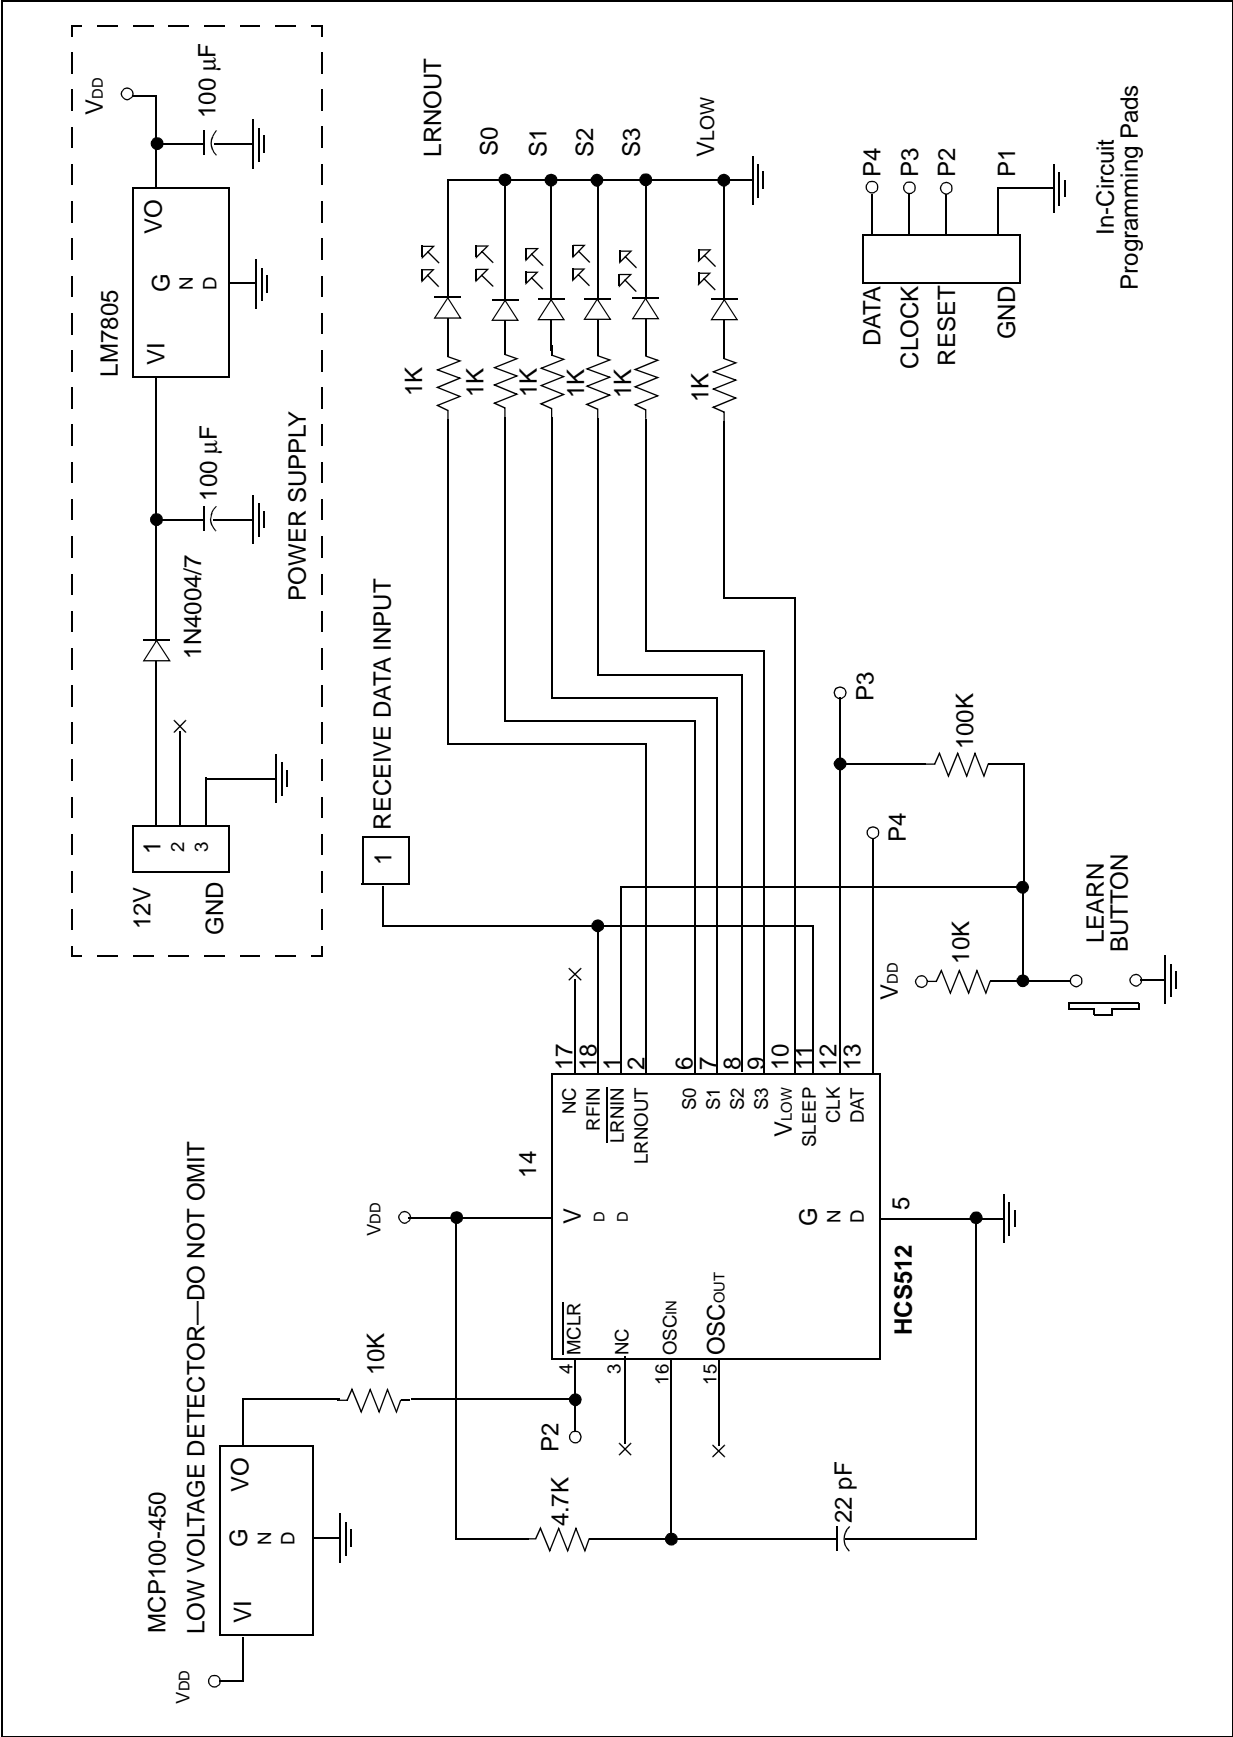 MCP100-450
LOW VOLTAGE DETECTOR—DO NOT OMIT
VDD
VI
G
N
D
VO
10K
P2
4.7K
22 pF
VDD
14
V
D
D
MCLR
4
NC
3
OSCIN
16
OSCOUT
15
G
N
D
5
HCS512
NC
17
RFIN
18
LRNIN
1
LRNOUT
2
S0
6
S1
7
S2
8
S3
9
VLOW
10
SLEEP
11
CLK
12
DAT
13
12V
GND
1
2
3
1N4004/7
100 µF
LM7805
VI
G
N
D
VO
VDD
100 µF
POWER SUPPLY
1
RECEIVE DATA INPUT
1K
1K
1K
1K
1K
1K
LRNOUT
S0
S1
S2
S3
VLOW
VDD
10K
LEARN
BUTTON
P4
P3
100K
DATA
CLOCK
RESET
GND
P4
P3
P2
P1
In-Circuit
Programming Pads